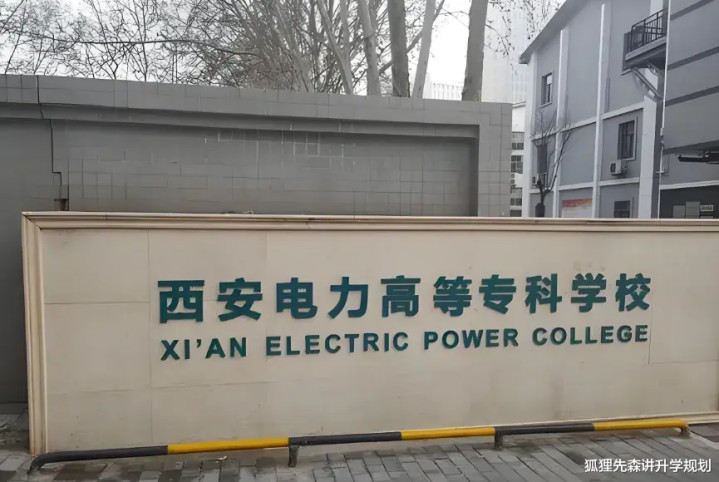 西安电力高等专科学校
XI'AN ELECTRIC POWER COLLEGE
狐狸先森讲升学规划